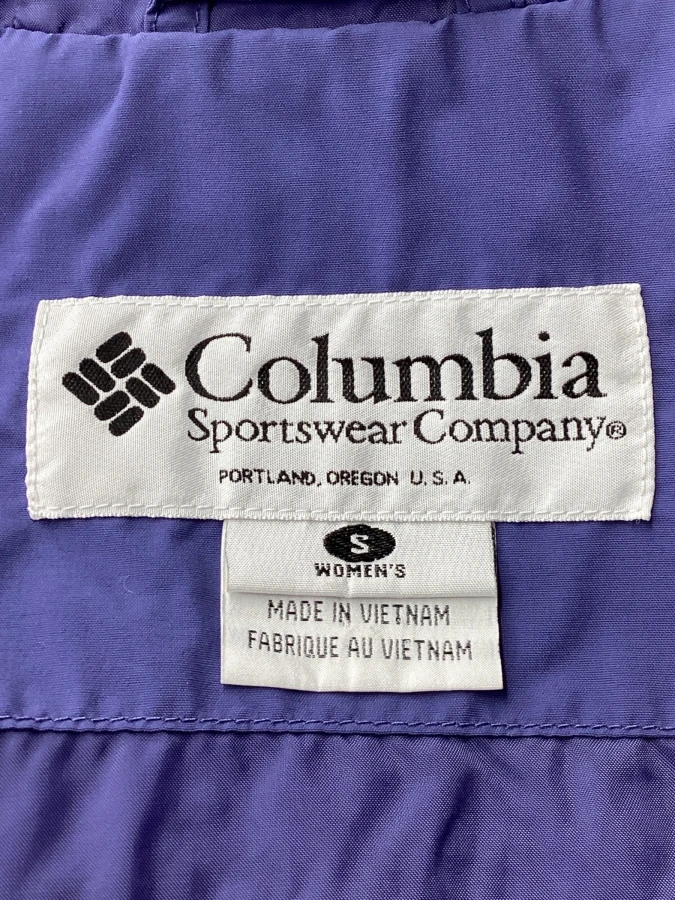 Columbia
Sportswear Company®
PORTLAND, OREGON U.S.A.
S
WOMEN'S
MADE IN VIETNAM
FABRIQUE AU VIETNAM